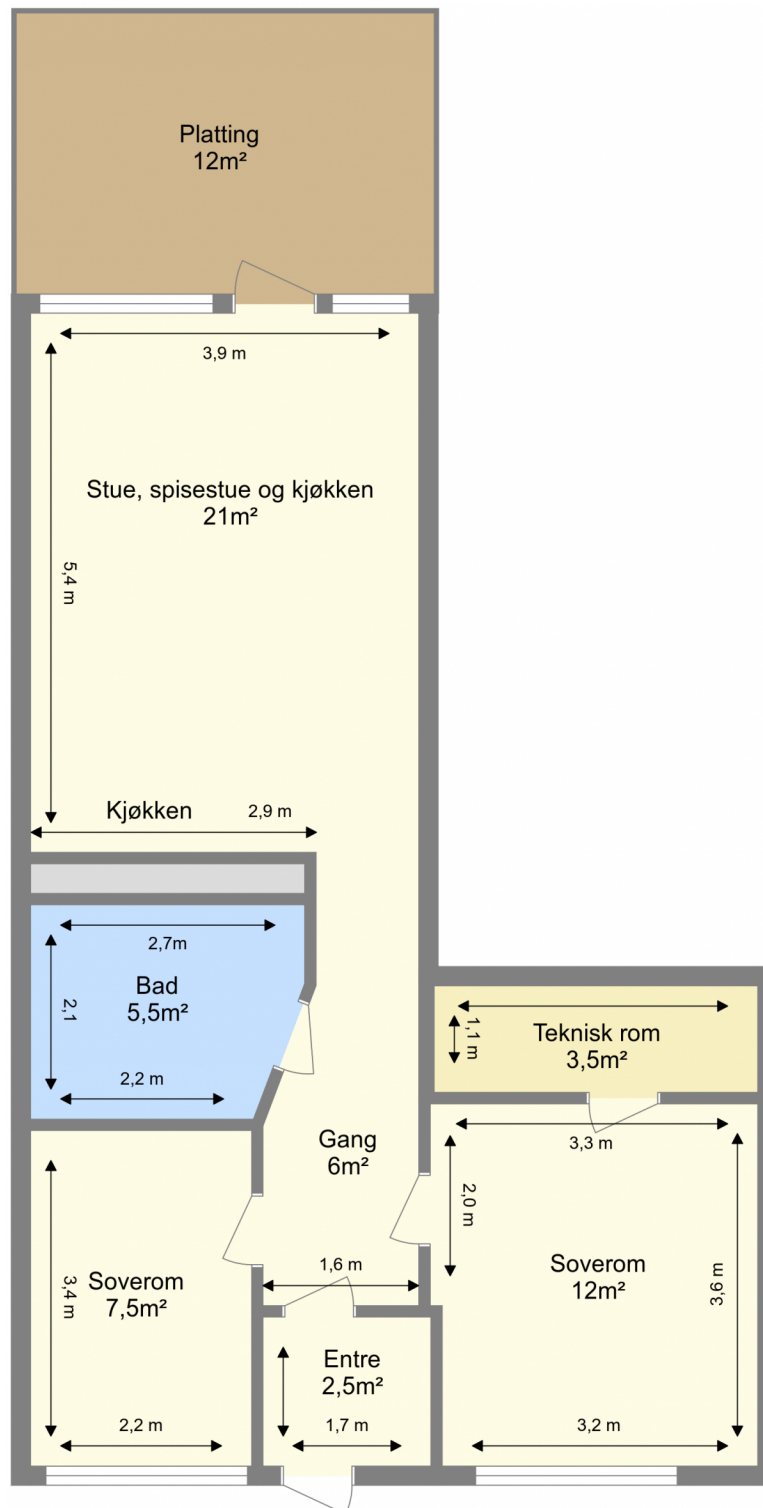 Platting
12m²
3,9 m
Stue, spisestue og kjøkken
21m²
5,4 m
Kjøkken
2,9 m
2,7m
Bad
5,5m²
2,1
2,2 m
Teknisk rom
3,5m²
1,1 m
3,3 m
Gang
6m²
2,0 m
1,6 m
Soverom
12m²
3,6 m
3,2 m
Soverom
7,5m²
3,4 m
2,2 m
Entre
2,5m²
1,7 m